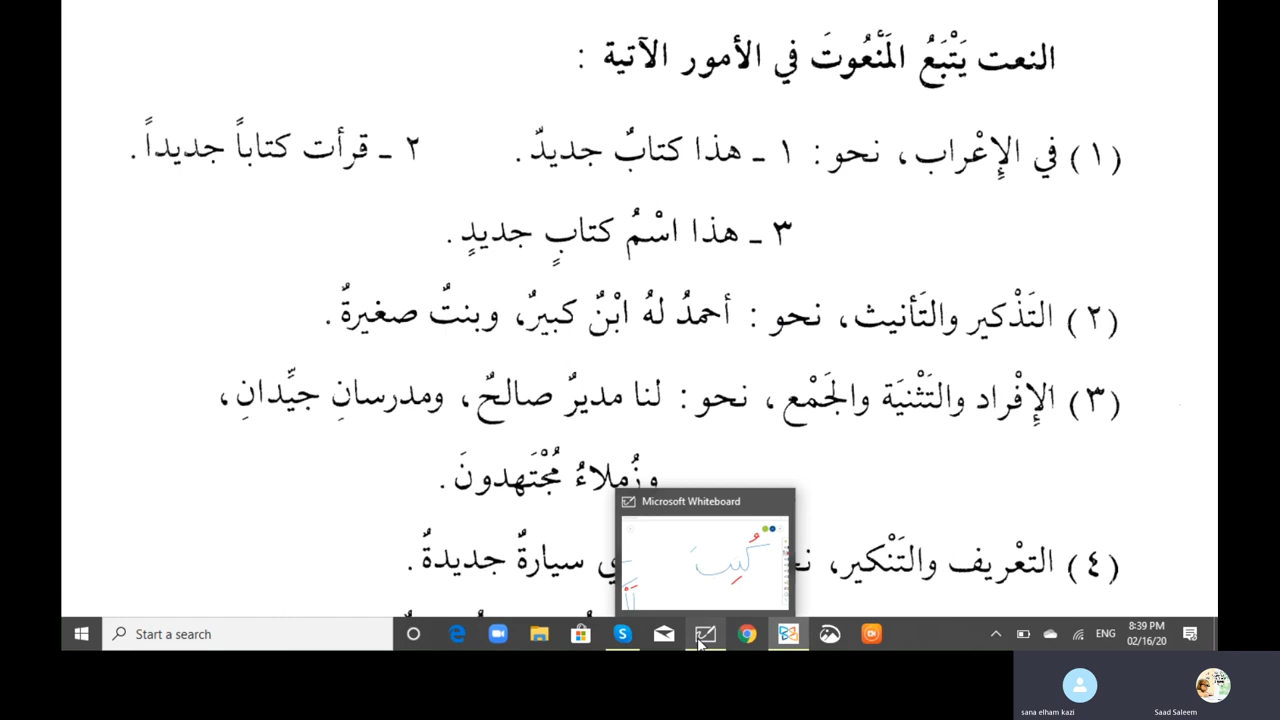 النعت يَتْبَعُ المَنْعُوتَ في الأمور الآتية :
(١) في الإِعْراب، نحو : ١ ـ هذا كتابٌ جديدٌ . ٢ ـ قرأت كتاباً جديداً .
٣ ـ هذا اسْمُ كتابٍ جديدٍ .
(٢) التَذْكير والتَأنيث، نحو : أحمدُ لهُ ابْنٌ كبيرٌ، وبنتٌ صغيرةٌ .
(٣) الإِفْراد والتَثْنيَة والجَمْع، نحو : لنا مديرٌ صالحٌ، ومدرسانِ جيِّدانِ،
وزُملاءُ مُجْتَهدونَ .
(٤) التعْريف والتَنْكير، سيارةٌ جديدةٌ .
Microsoft Whiteboard
Start a search
ENG
8:39 PM
02/16/20
sana elham kazi
Saad Saleem